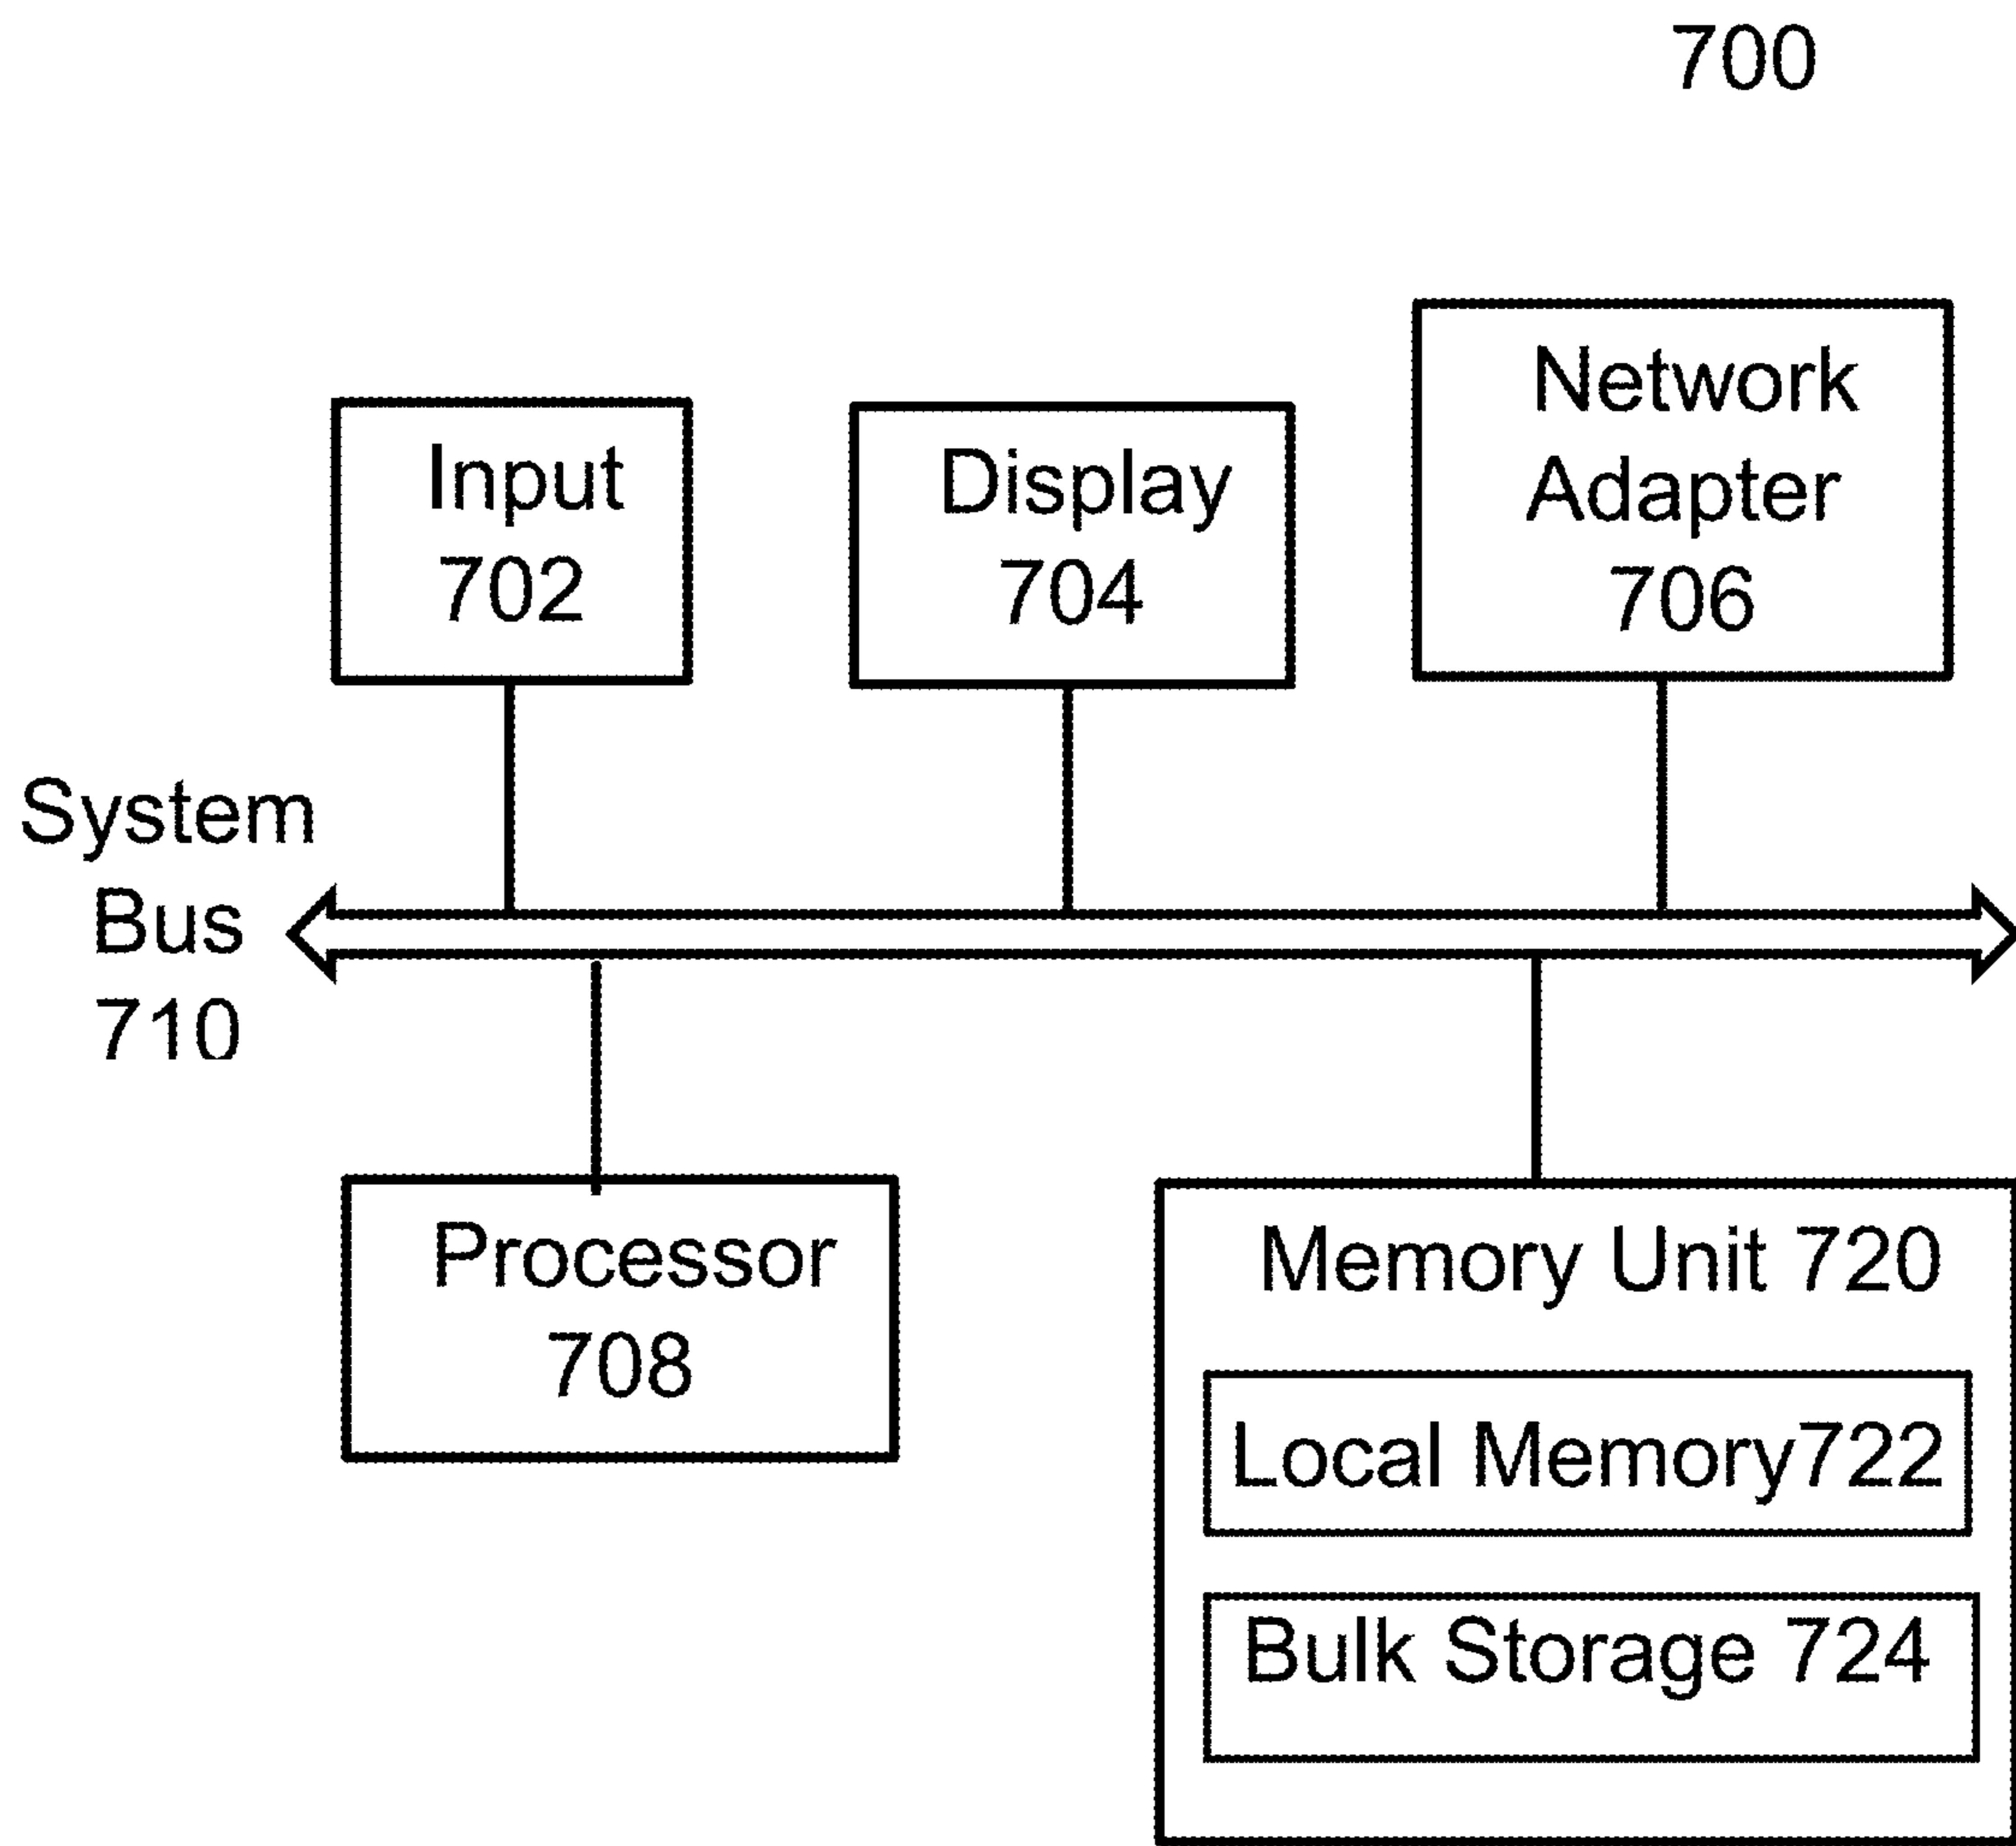 700
Input
702
Display
704
Network
Adapter
706
System
Bus
710
Processor
708
Memory Unit 720
Local Memory722
Bulk Storage 724